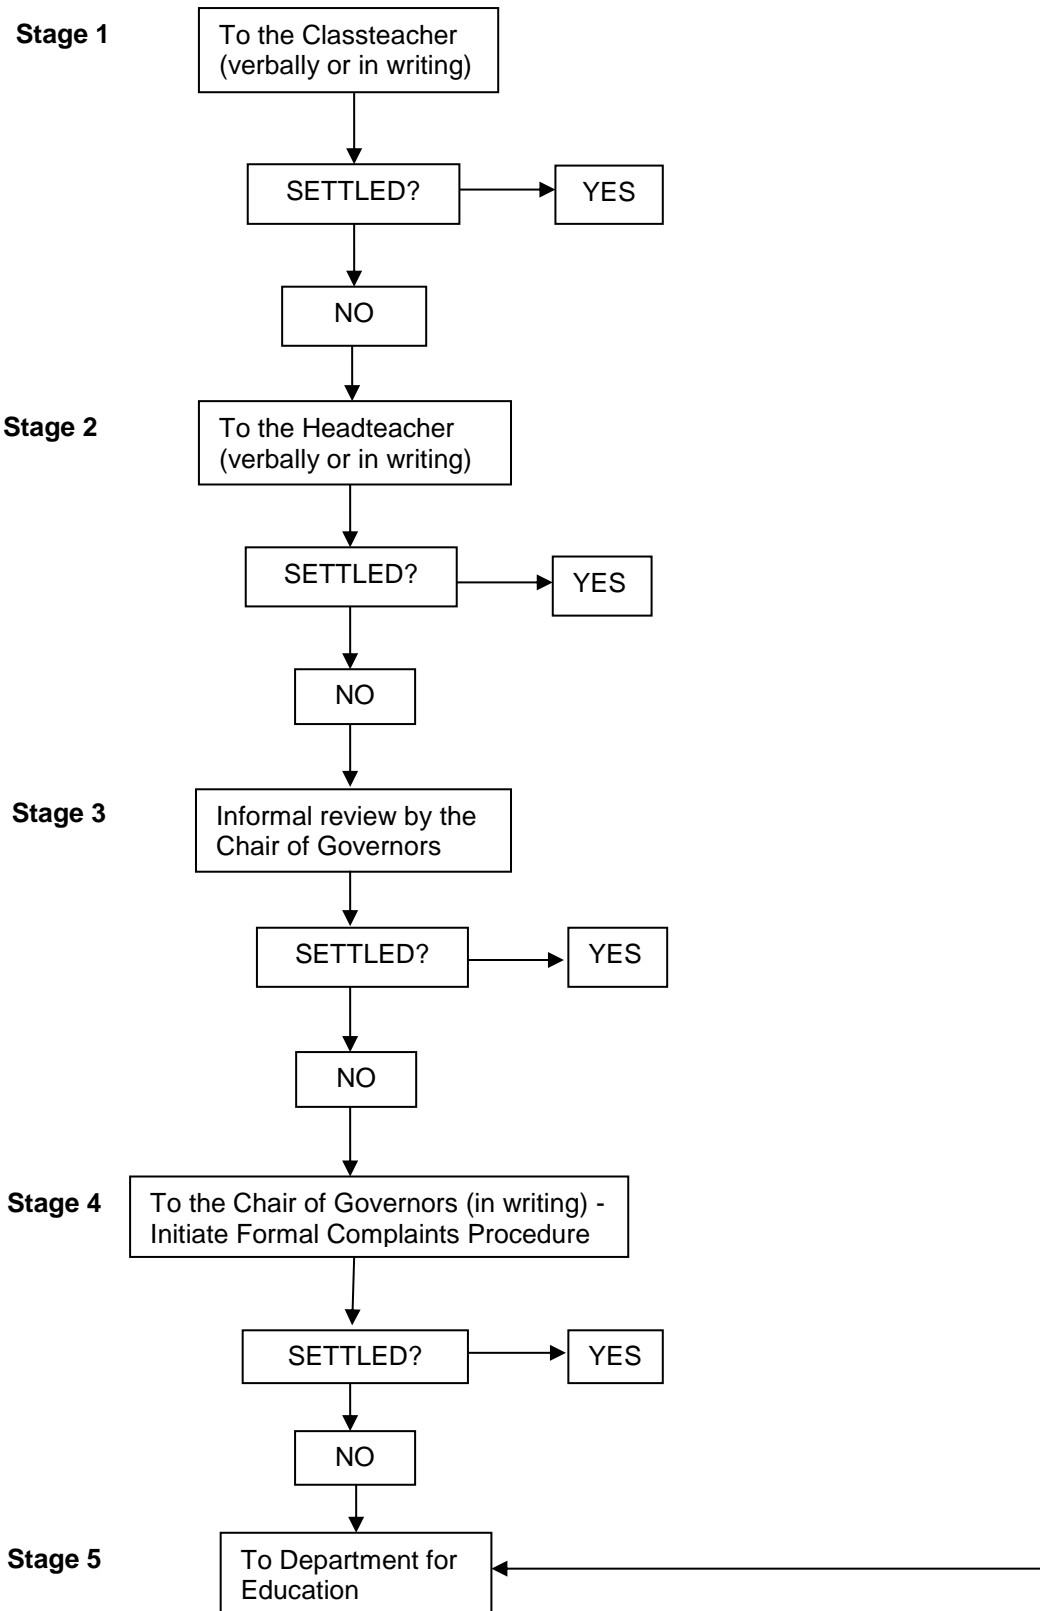 Stage 1
To the Classteacher
(verbally or in writing)
SETTLED?
YES
NO
Stage 2
To the Headteacher
(verbally or in writing)
SETTLED?
YES
NO
Stage 3
Informal review by the
Chair of Governors
SETTLED?
YES
NO
Stage 4
To the Chair of Governors (in writing) -
Initiate Formal Complaints Procedure
SETTLED?
YES
NO
Stage 5
To Department for
Education